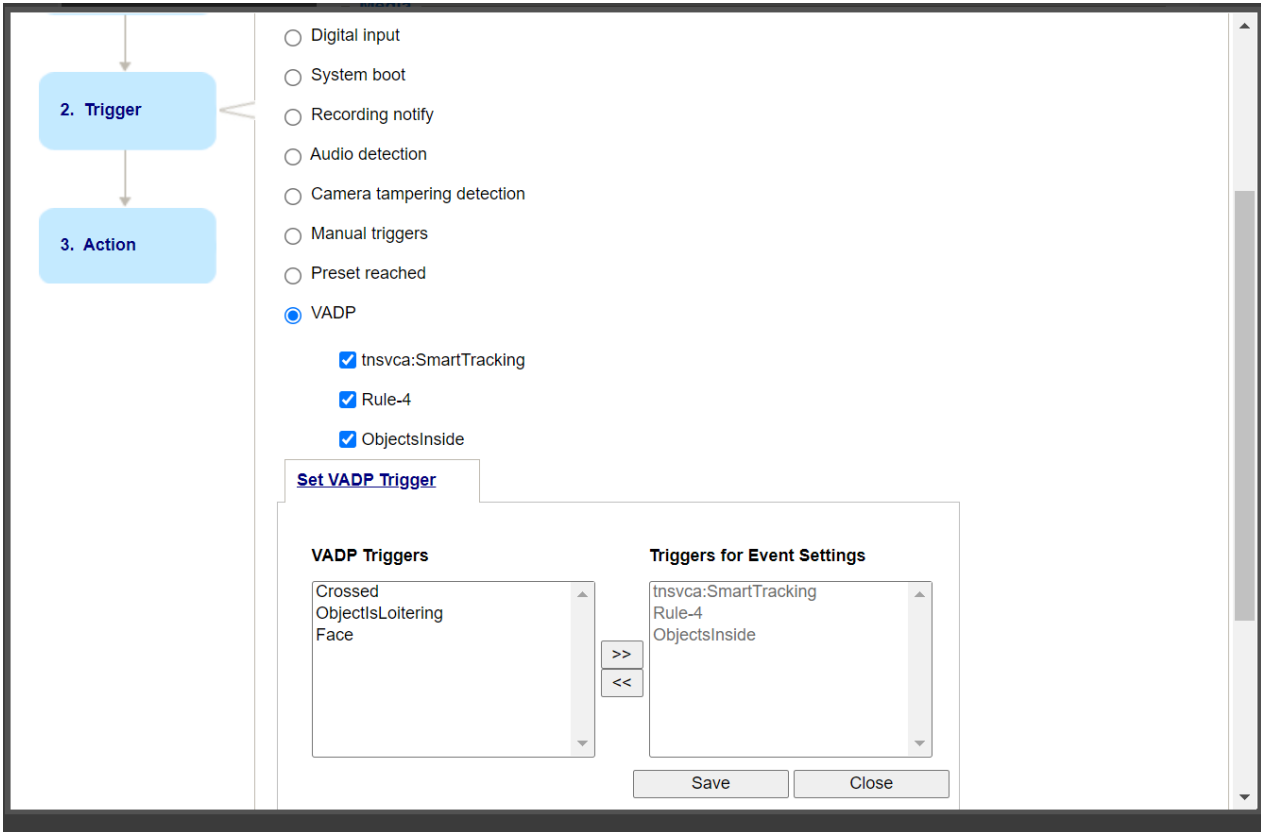 Digital input
System boot
2. Trigger
Recording notify
Audio detection
Camera tampering detection
3. Action
Manual triggers
Preset reached
VADP
tnsvca:SmartTracking
Rule-4
ObjectsInside
Set VADP Trigger
VADP Triggers
Triggers for Event Settings
Crossed
ObjectIsLoitering
Face
tnsvca:SmartTracking
Rule-4
ObjectsInside
>>
<<
Save
Close